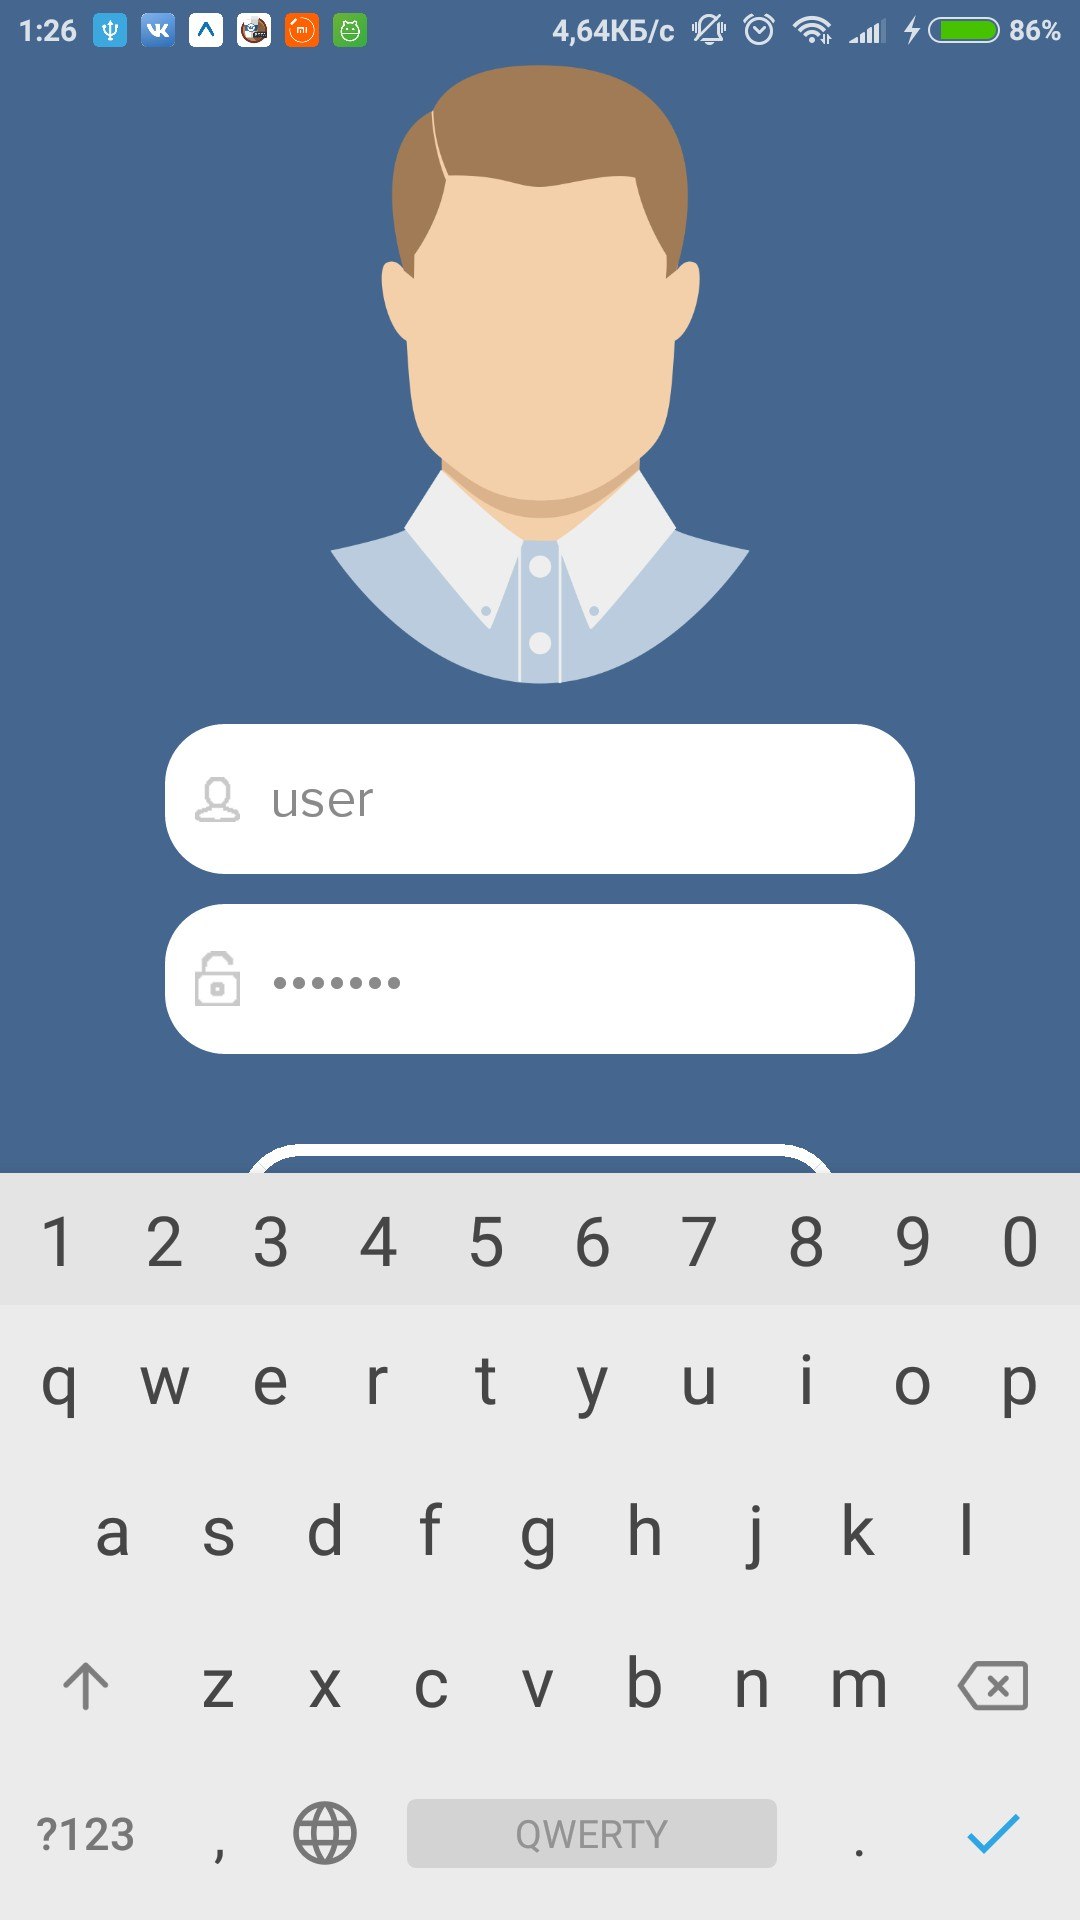 1:26 4,64КБ/с 86%
user
•••••••
1 2 3 4 5 6 7 8 9 0
q w e r t y u i o p
a s d f g h j k l
z x c v b n m
?123 , QWERTY .